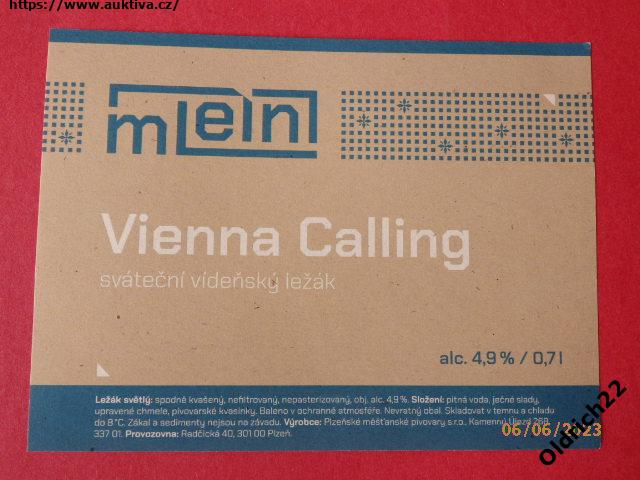 https://www.auktiva.cz/
mLein
Vienna Calling
sváteční vídeňský ležák
alc. 4,9 % / 0,7 l
Ležák světlý: spodně kvašený, nefiltrovaný, nepasterizovaný, obj. alc. 4,9 %. Složení: pitná voda, ječné slady,
upravené chmele, pivovarské kvasinky. Baleno v ochranné atmosféře. Nevratný obal. Skladovat v temnu a chladu
do 8 °C. Zákal a sedimenty nejsou na závadu. Výrobce: Plzeňské měšťanské pivovary s.r.o., Kamenný Újezd 268,
337 01. Provozovna: Radčická 40, 301 00 Plzeň.
06/06/2023
Oldrich22